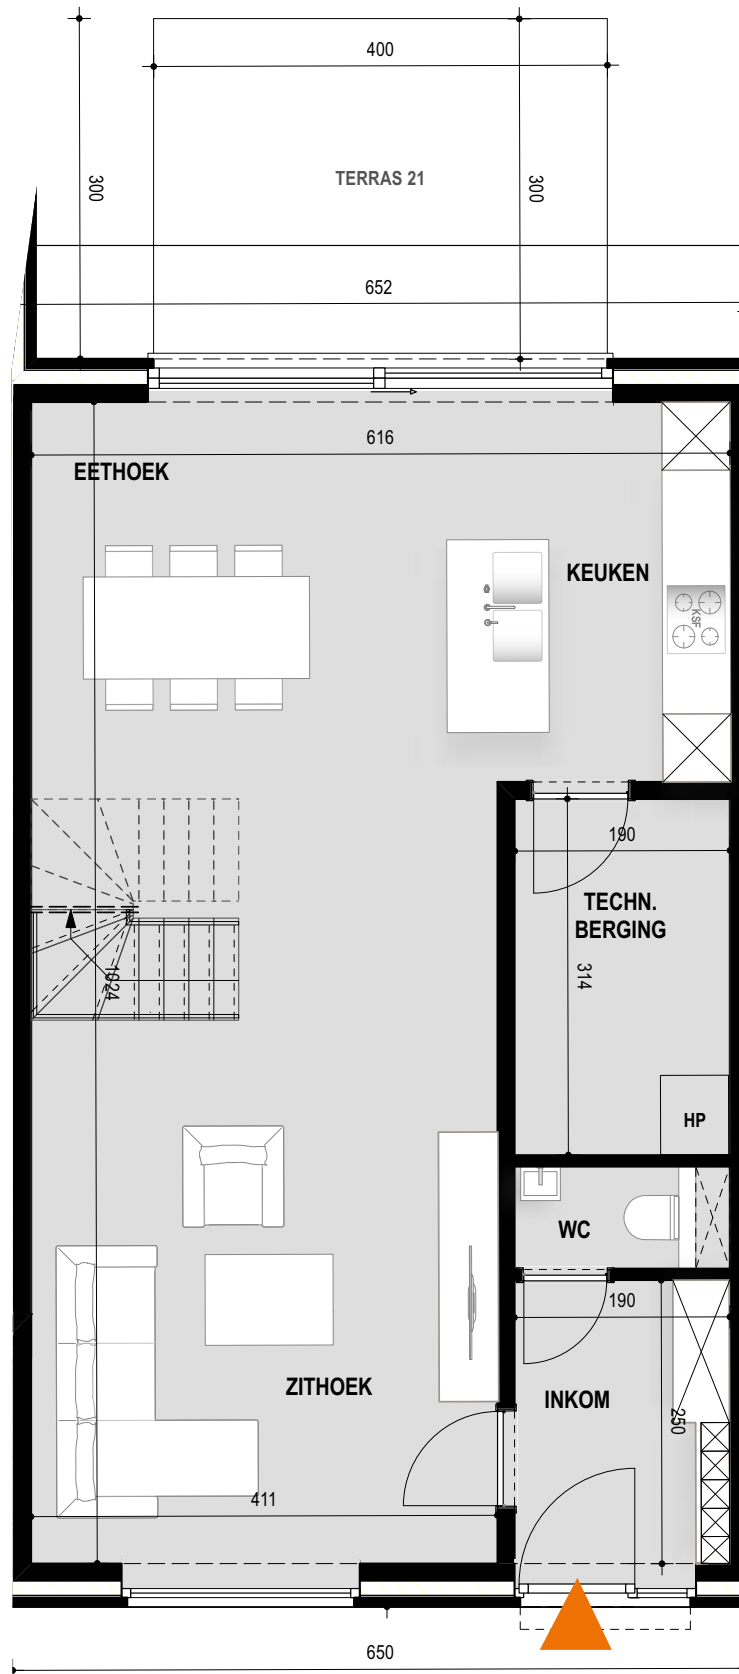 400
TERRAS 21
300
300
652
616
EETHOEK
KEUKEN
KSF
190
TECHN.
BERGING
1024
314
HP
WC
190
ZITHOEK
INKOM
250
411
650